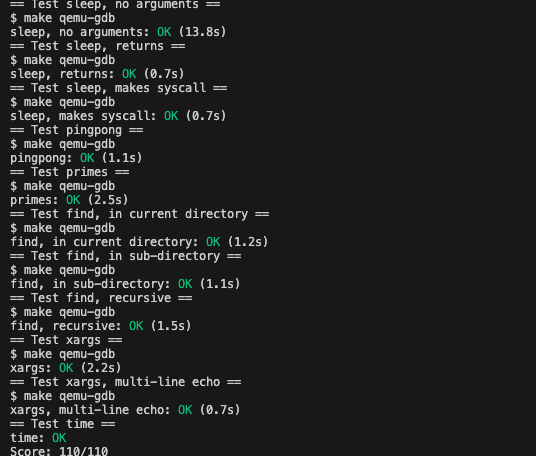 == Test sleep, no arguments ==
$ make qemu-gdb
sleep, no arguments: OK (13.8s)
== Test sleep, returns ==
$ make qemu-gdb
sleep, returns: OK (0.7s)
== Test sleep, makes syscall ==
$ make qemu-gdb
sleep, makes syscall: OK (0.7s)
== Test pingpong ==
$ make qemu-gdb
pingpong: OK (1.1s)
== Test primes ==
$ make qemu-gdb
primes: OK (2.5s)
== Test find, in current directory ==
$ make qemu-gdb
find, in current directory: OK (1.2s)
== Test find, in sub-directory ==
$ make qemu-gdb
find, in sub-directory: OK (1.1s)
== Test find, recursive ==
$ make qemu-gdb
find, recursive: OK (1.5s)
== Test xargs ==
$ make qemu-gdb
xargs: OK (2.2s)
== Test xargs, multi-line echo ==
$ make qemu-gdb
xargs, multi-line echo: OK (0.7s)
== Test time ==
time: OK
Score: 110/110